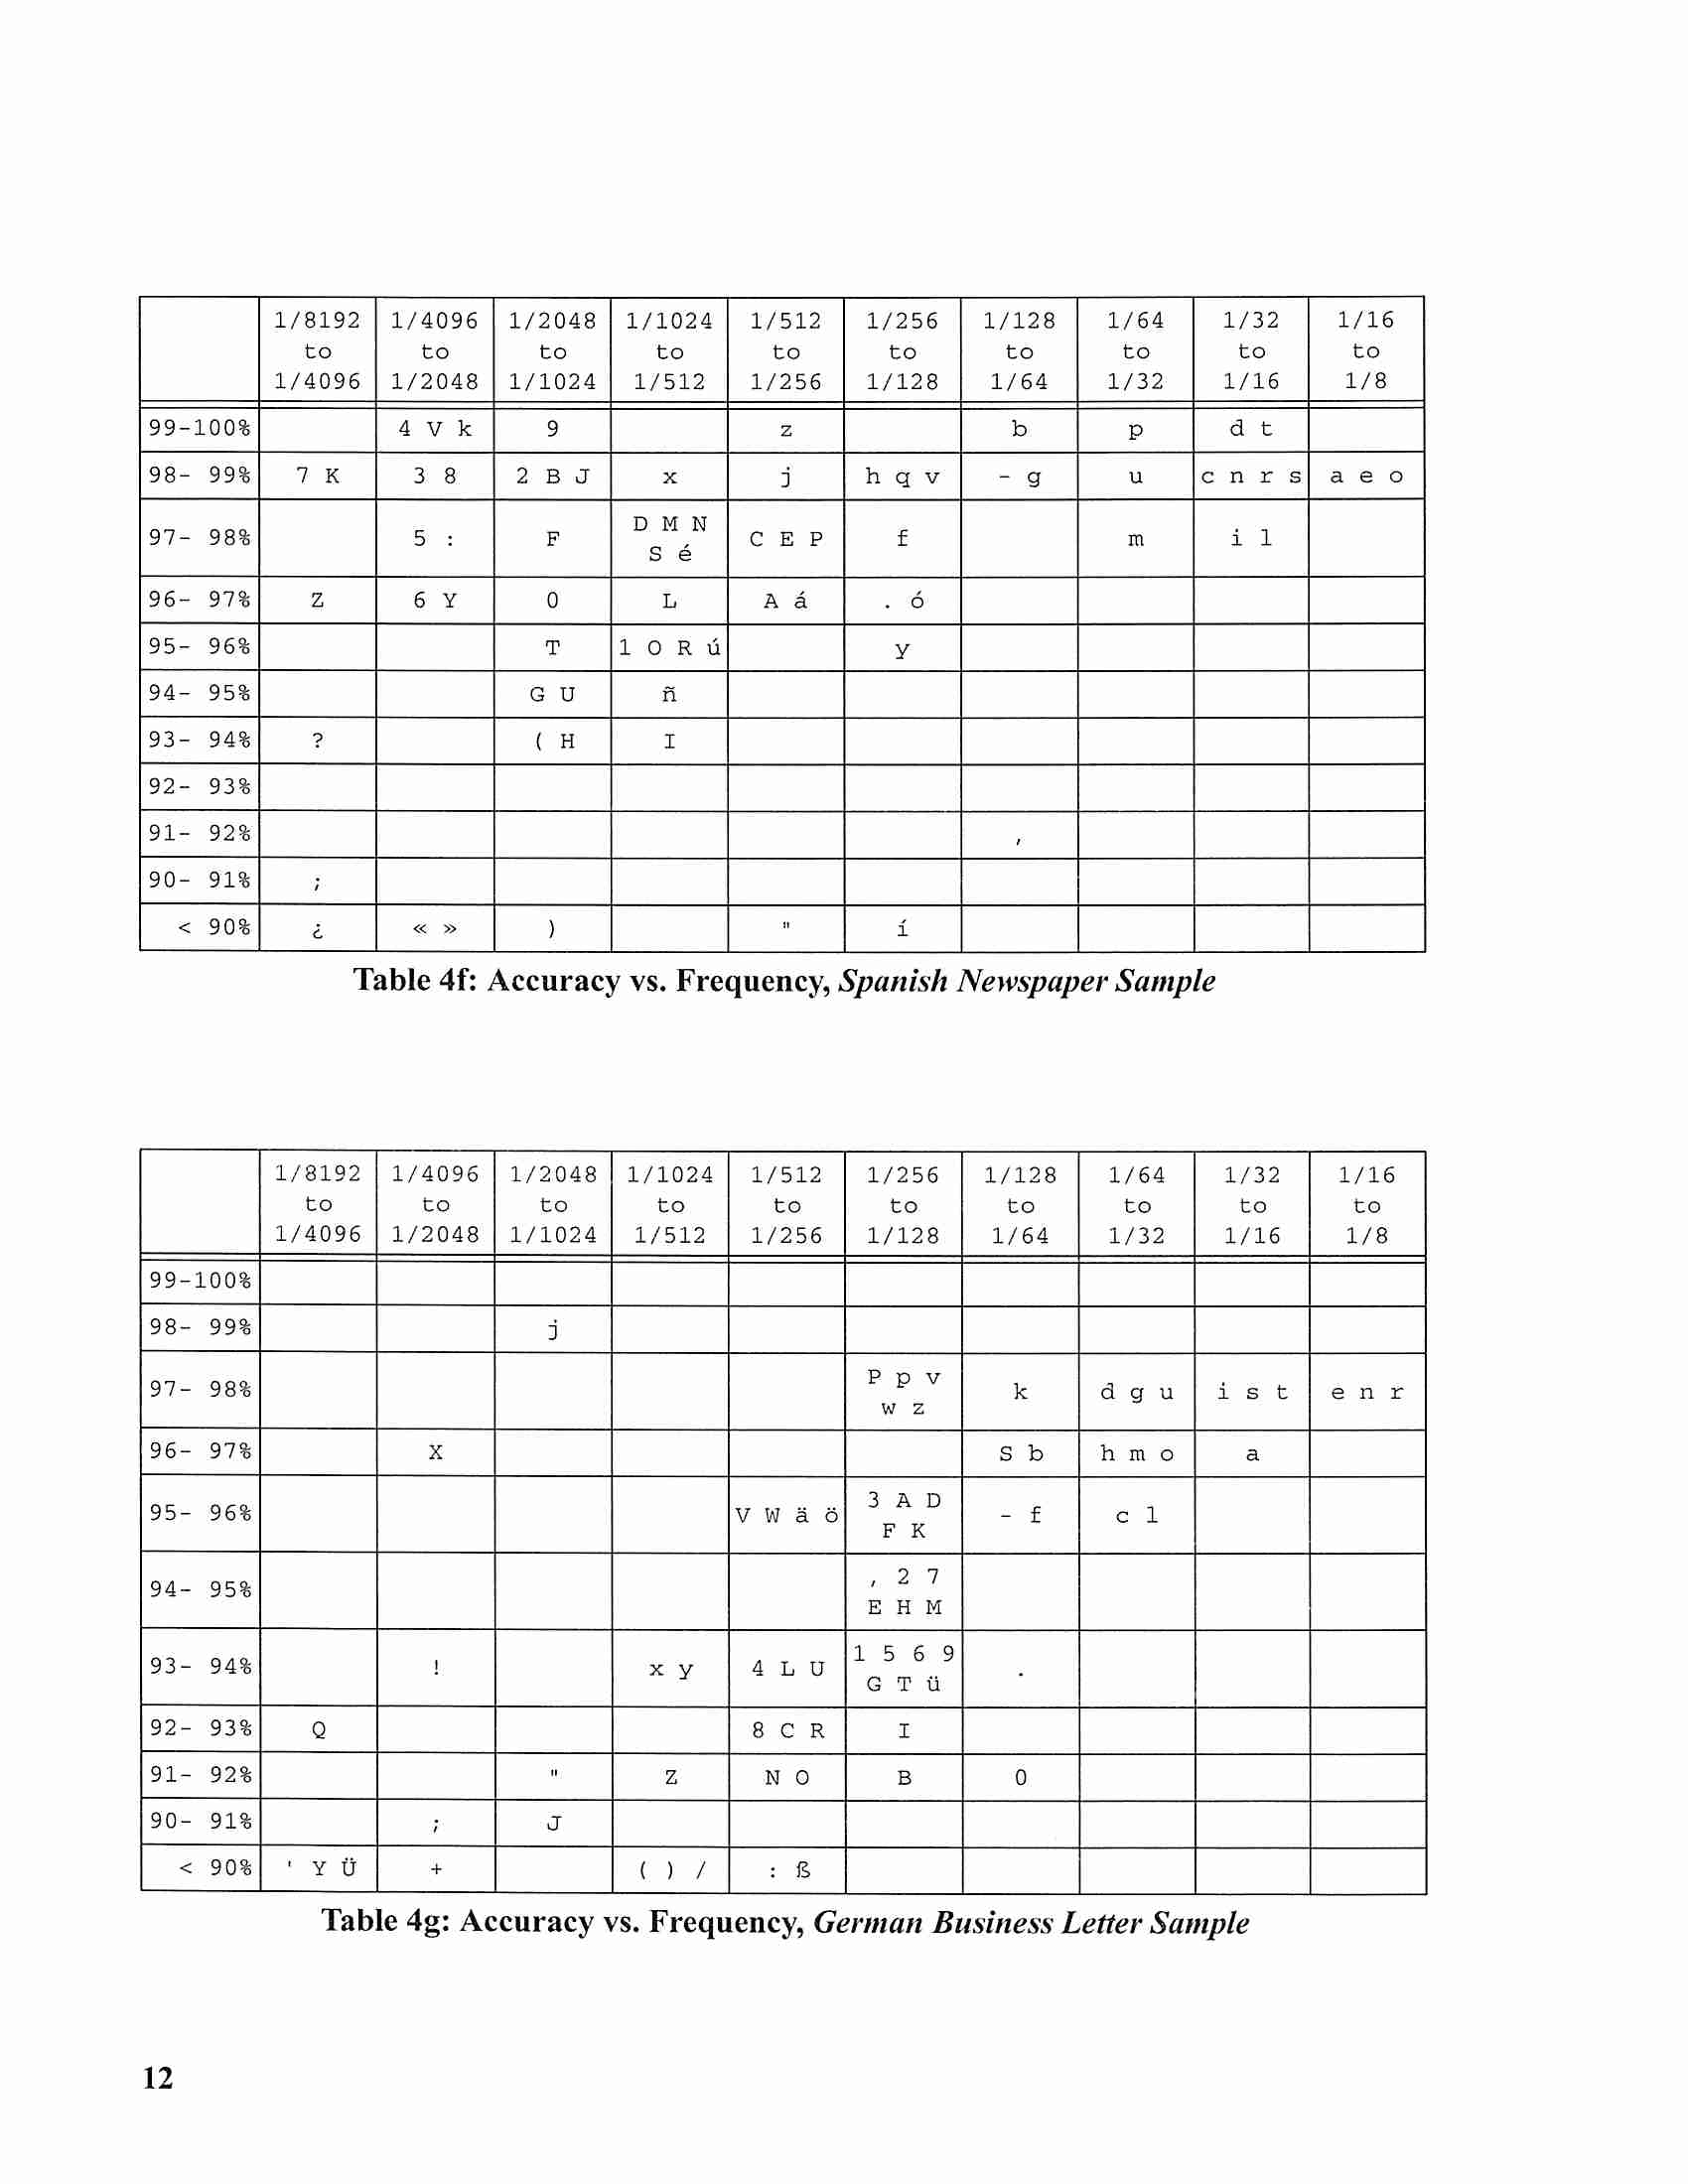 1/8192 1/4096 1/2048 1/1024 1/512 1/256 1/128 1/64 1/32 1/16
to to to to to to to to to to
1/4096 1/2048 1/1024 1/512 1/256 1/128 1/64 1/32 1/16 1/8
99-100% 4 V k 9 z b p d t
98- 99% 7 K 3 8 2 B J x j h q v - g u c n r s a e o
97- 98% 5 : F D M N S é C E P f m i l
96- 97% Z 6 Y 0 L A á . ó
95- 96% T 1 O R ú y
94- 95% G U ñ
93- 94% ? ( H I
92- 93%
91- 92% ,
90- 91% ;
< 90% ¿ « » ) " í
Table 4f: Accuracy vs. Frequency, Spanish Newspaper Sample
1/8192 1/4096 1/2048 1/1024 1/512 1/256 1/128 1/64 1/32 1/16
to to to to to to to to to to
1/4096 1/2048 1/1024 1/512 1/256 1/128 1/64 1/32 1/16 1/8
99-100%
98- 99% j
97- 98% P p v w z k d g u i s t e n r
96- 97% X S b h m o a
95- 96% V W ä ö 3 A D F K - f c l
94- 95% , 2 7 E H M
93- 94% ! x y 4 L U 1 5 6 9 G T ü .
92- 93% Q 8 C R I
91- 92% " Z N O B 0
90- 91% ; J
< 90% ' Y Ü + ( ) / : ß
Table 4g: Accuracy vs. Frequency, German Business Letter Sample
12